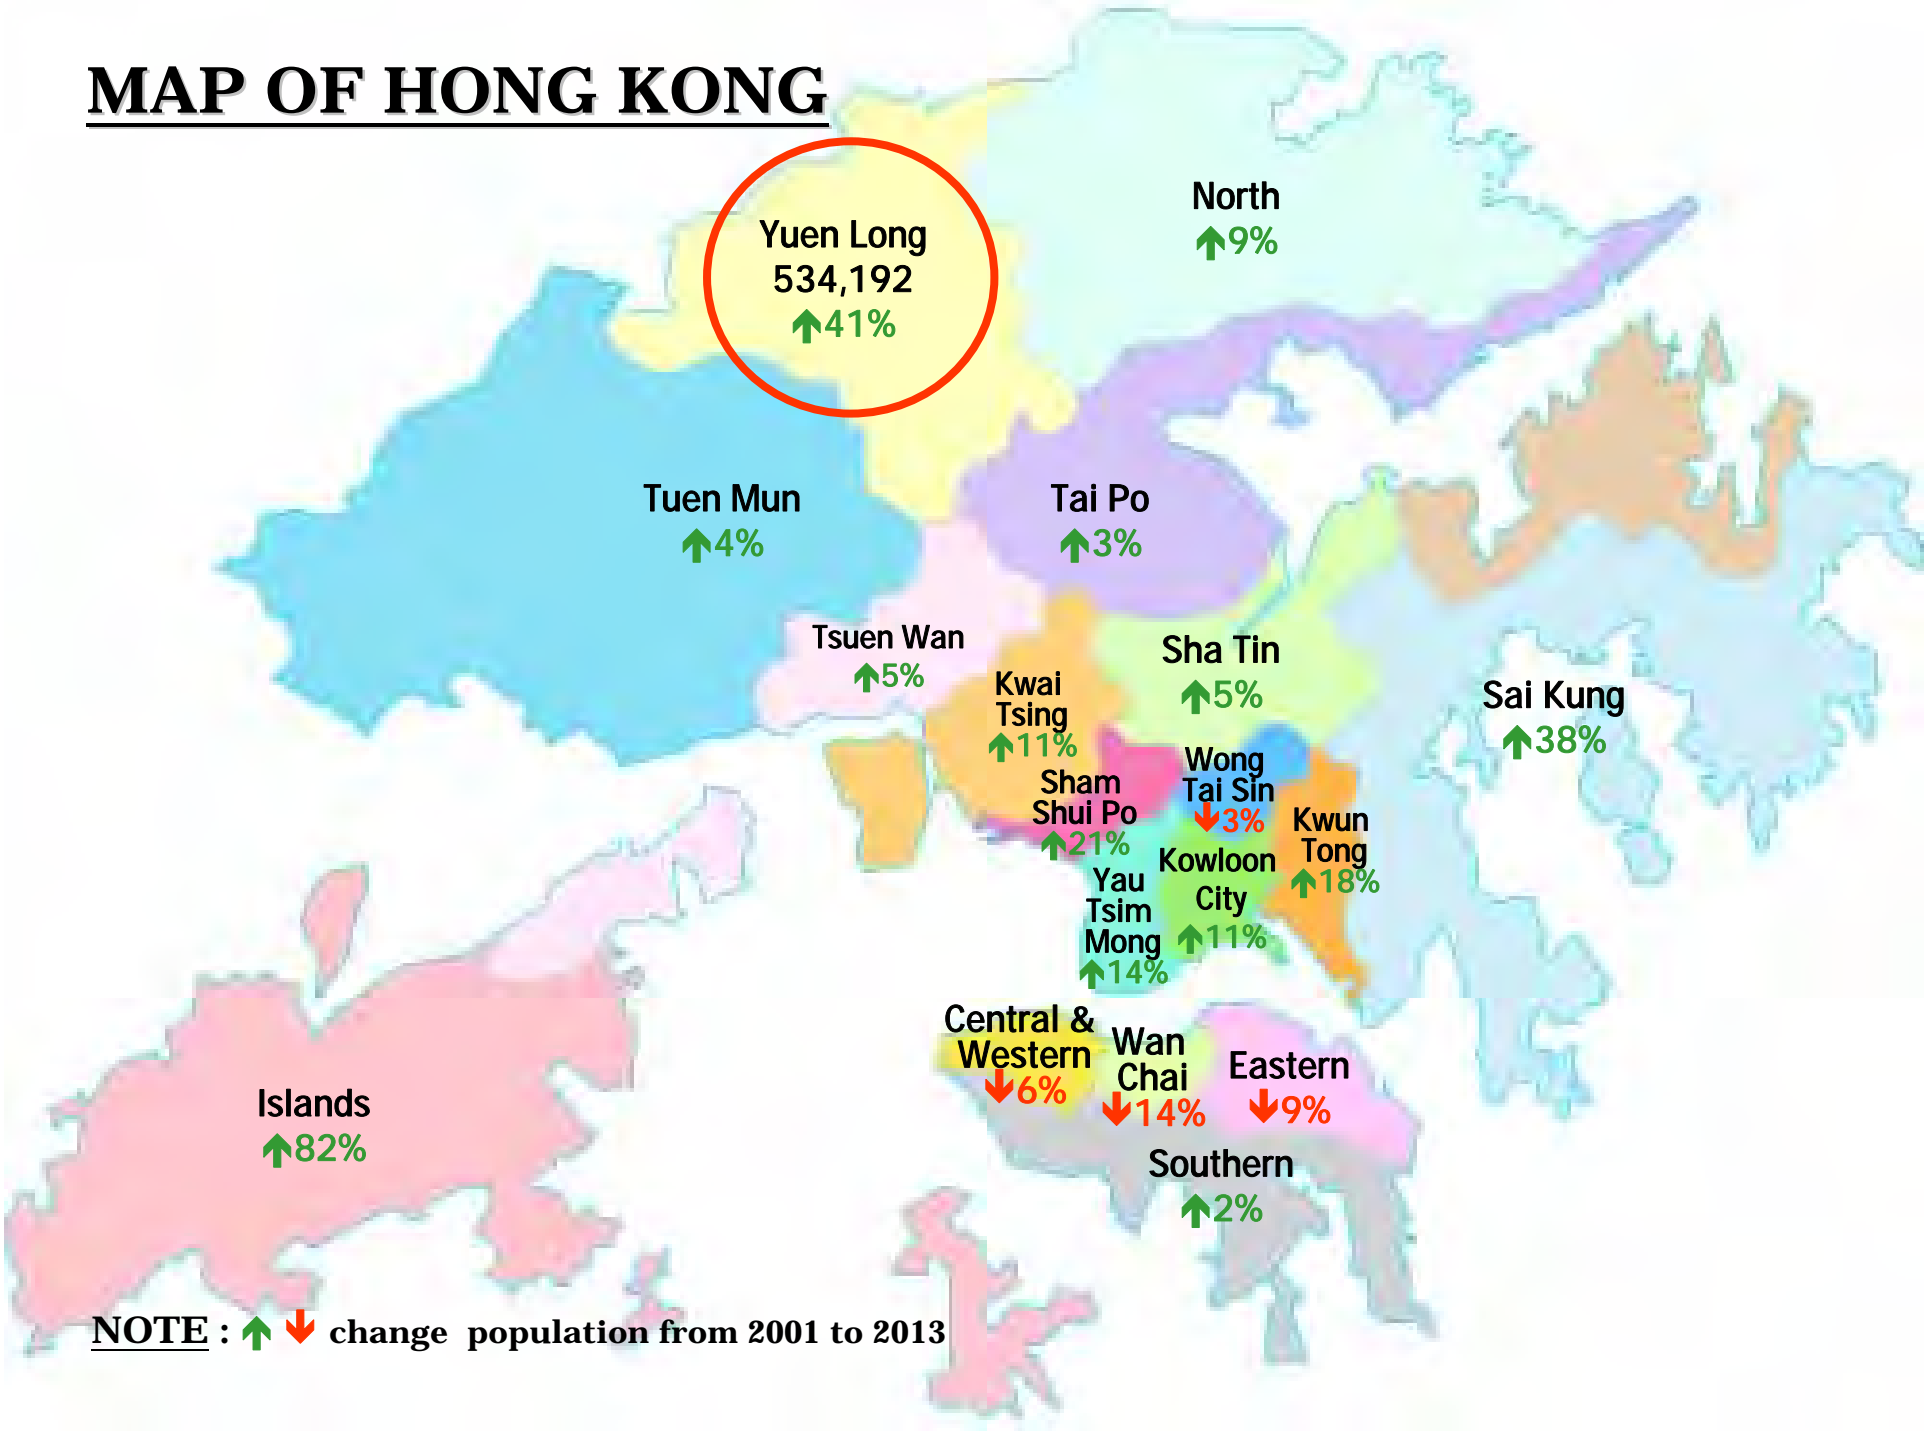 MAP OF HONG KONG
North
↑9%
Yuen Long
534,192
↑41%
Tuen Mun
↑4%
Tai Po
↑3%
Tsuen Wan
↑5%
Sha Tin
↑5%
Kwai
Tsing
↑11%
Sai Kung
↑38%
Sham
Shui Po
↑21%
Wong
Tai Sin
↓3%
Kwun
Tong
↑18%
Kowloon
City
↑11%
Yau
Tsim
Mong
↑14%
Central &
Western
↓6%
Wan
Chai
↓14%
Eastern
↓9%
Islands
↑82%
Southern
↑2%
NOTE : ↑ ↓ change population from 2001 to 2013